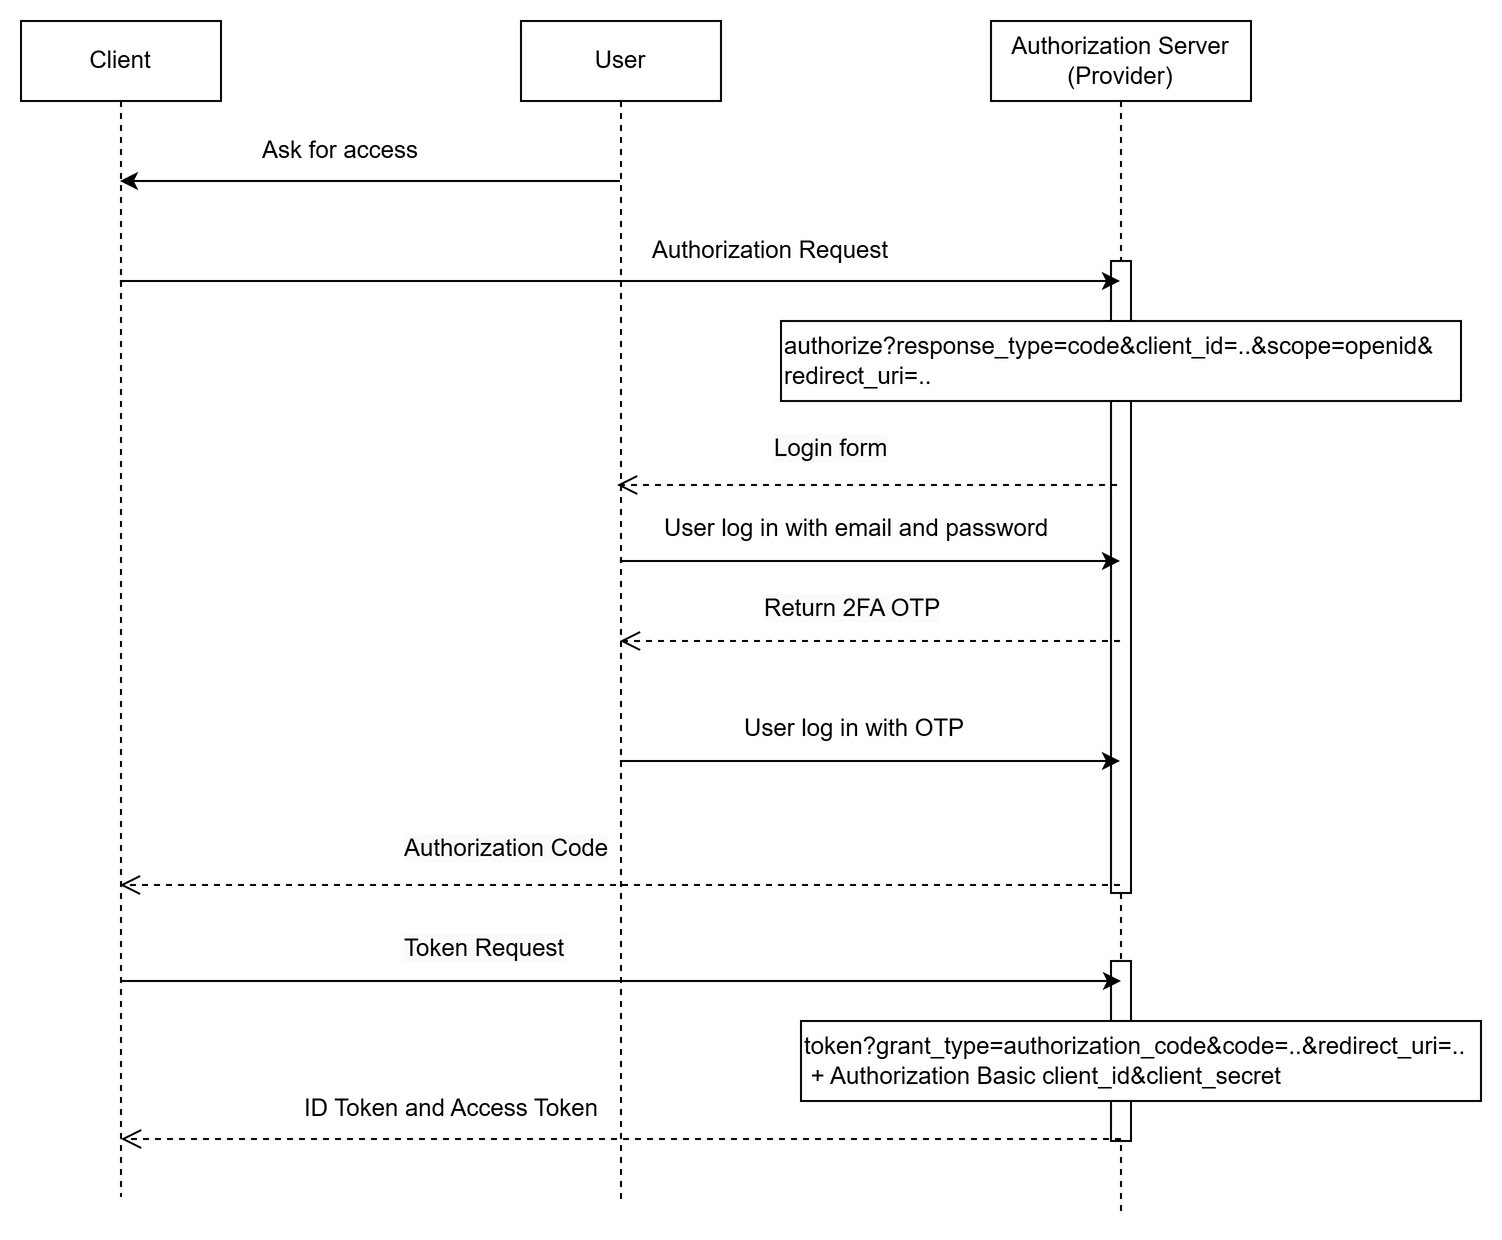 Client
User
Authorization Server
(Provider)
Ask for access
Authorization Request
authorize?response_type=code&client_id=..&scope=openid&
redirect_uri=..
Login form
User log in with email and password
Return 2FA OTP
User log in with OTP
Authorization Code
Token Request
token?grant_type=authorization_code&code=..&redirect_uri=..
+ Authorization Basic client_id&client_secret
ID Token and Access Token